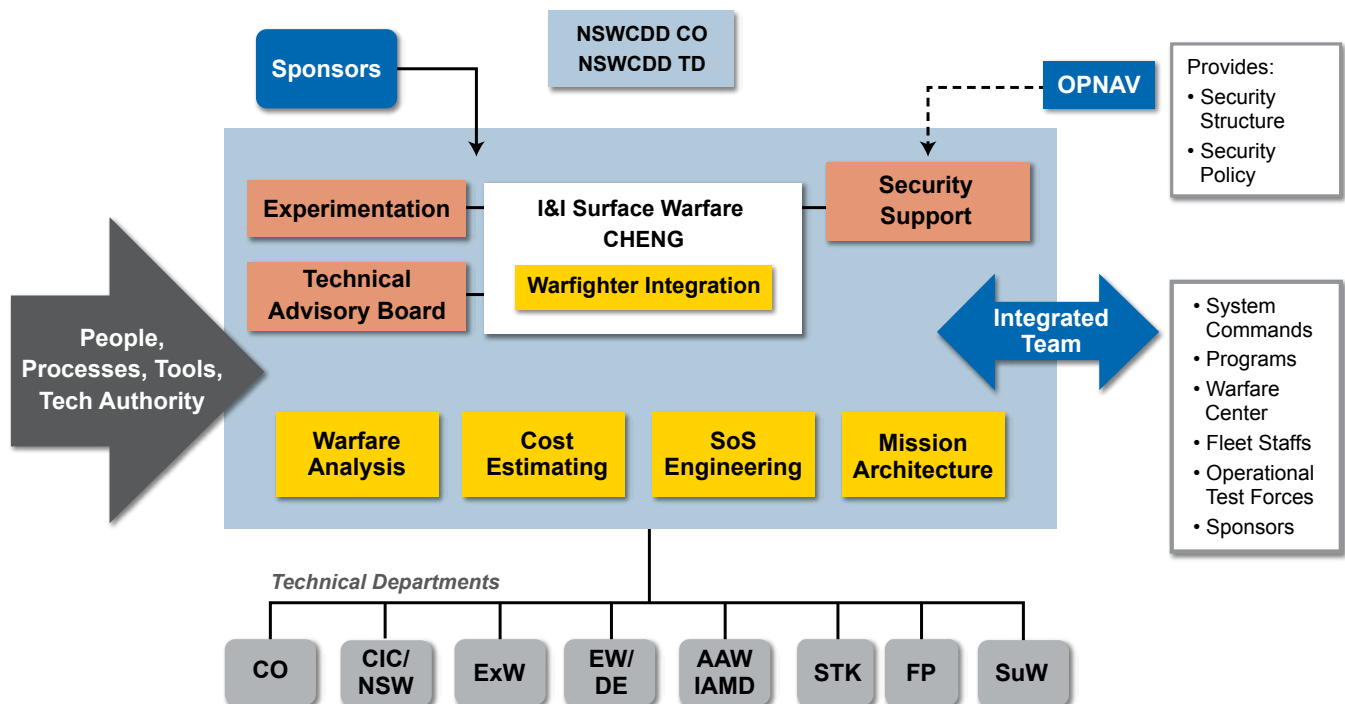 NSWCDD CO
NSWCDD TD
Sponsors
OPNAV
Provides:
• Security
Structure
• Security
Policy
Experimentation
I&I Surface Warfare
CHENG
Warfighter Integration
Security
Support
Technical
Advisory Board
People,
Processes, Tools,
Tech Authority
Integrated
Team
• System
Commands
• Programs
• Warfare
Center
• Fleet Staffs
• Operational
Test Forces
• Sponsors
Warfare
Analysis
Cost
Estimating
SoS
Engineering
Mission
Architecture
Technical Departments
CO
CIC/
NSW
ExW
EW/
DE
AAW
IAMD
STK
FP
SuW